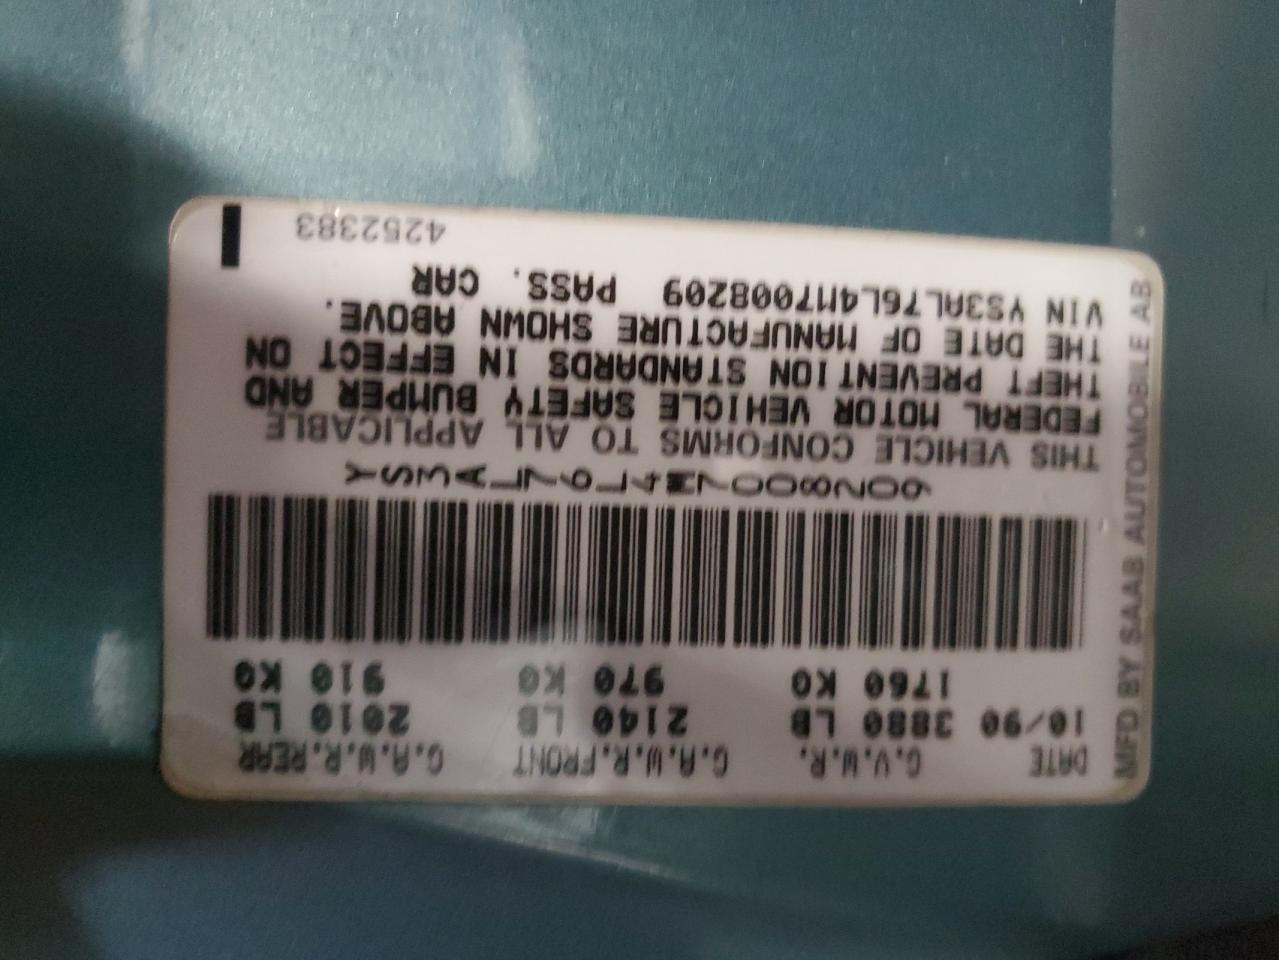 MFD BY SAAB AUTOMOBILE AB
DATE G.V.W.R. G.A.W.R.FRONT G.A.W.R.REAR
10/90 3880 LB 2140 LB 2010 LB
1760 KG 970 KG 910 KG
YS3AL76L4M7008209
THIS VEHICLE CONFORMS TO ALL APPLICABLE
FEDERAL MOTOR VEHICLE SAFETY BUMPER AND
THEFT PREVENTION STANDARDS IN EFFECT ON
THE DATE OF MANUFACTURE SHOWN ABOVE.
VIN YS3AL76L4M7008209 PASS. CAR
4252383